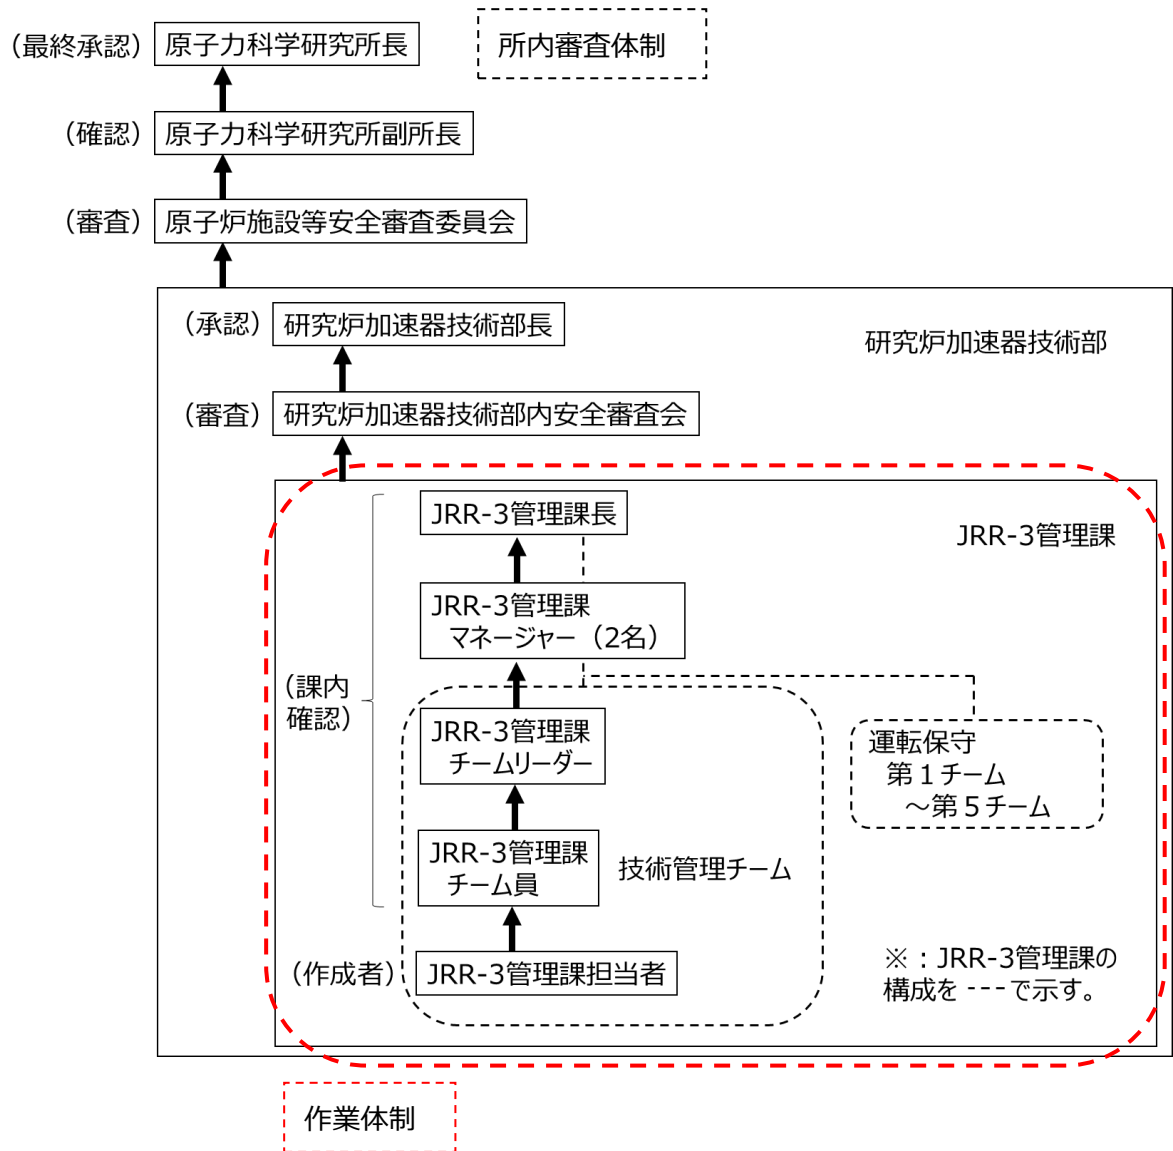 （最終承認）
原子力科学研究所長
所内審査体制
（確認）
原子力科学研究所副所長
（審査）
原子炉施設等安全審査委員会
（承認）
研究炉加速器技術部長
研究炉加速器技術部
（審査）
研究炉加速器技術部内安全審査会
JRR-3管理課長
JRR-3管理課
JRR-3管理課
マネージャー（2名）
（課内
確認）
JRR-3管理課
チームリーダー
運転保守
第１チーム
～第５チーム
JRR-3管理課
チーム員
技術管理チーム
（作成者）
JRR-3管理課担当者
※：JRR-3管理課の
構成を ---で示す。
作業体制